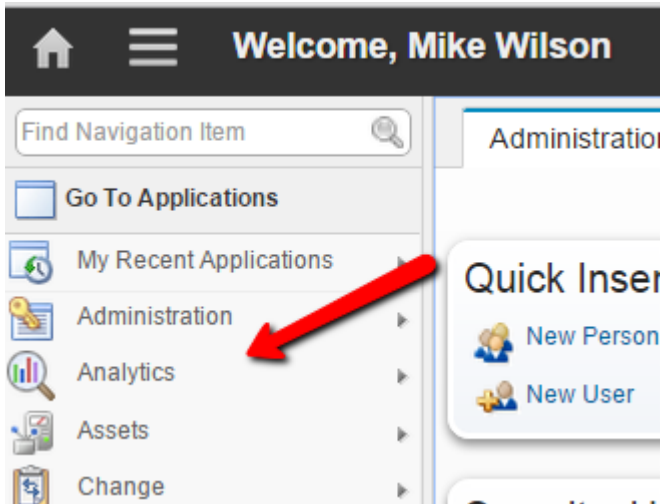 Welcome, Mike Wilson
Find Navigation Item
Go To Applications
My Recent Applications
Administration
Analytics
Assets
Change
Administration
Quick Inser
New Person
New User